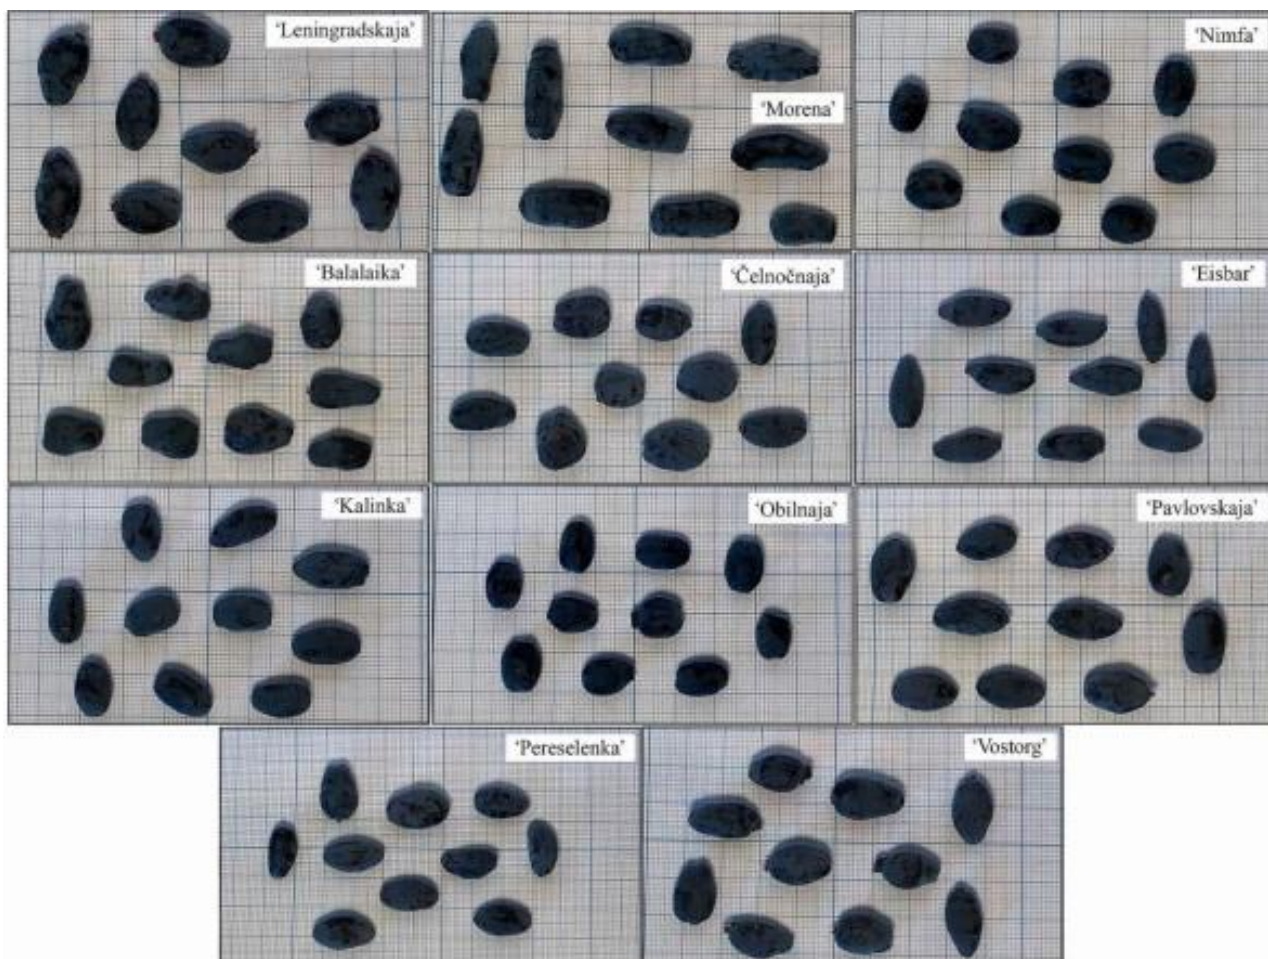 ‘Leningradskaja’
‘Morena’
‘Nimfa’
‘Balalaika’
‘Čelnočnaja’
‘Eisbar’
‘Kalinka’
‘Obilnaja’
‘Pavlovskaja’
‘Pereselenka’
‘Vostorg’